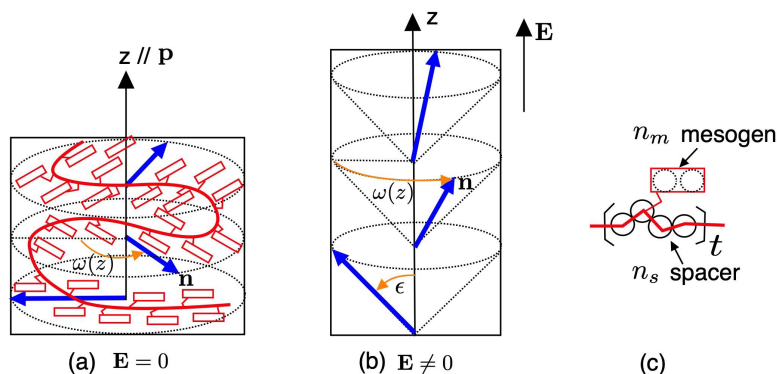 z // p
ω(z)
n
(a) E = 0
z
E
ω(z)
n
ϵ
(b) E ≠ 0
n_m mesogen
t
n_s spacer
(c)